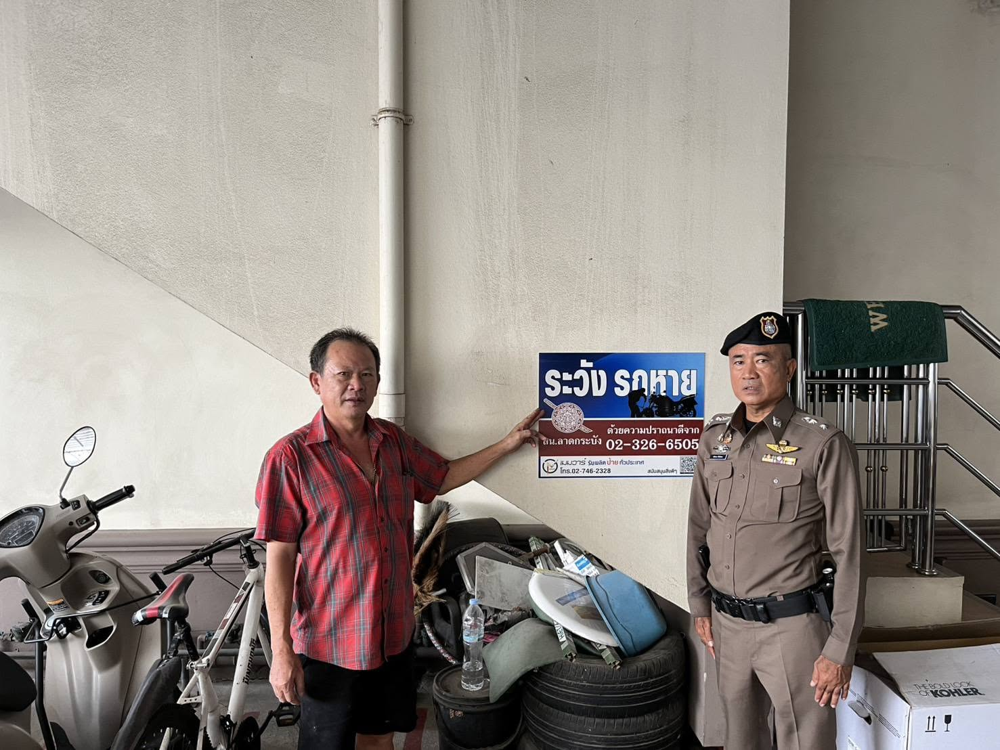 ระวัง รถหาย
ด้วยความปราถนาดีจาก
สน.ลาดกระบัง 02-326-6505
เมมวาร์ รับผลิต ป้าย ทั่วประเทศ
โทร.02-746-2328 สนับสนุนสิ่งดีๆ
WH
THE BOLD LOOK
OF KOHLER